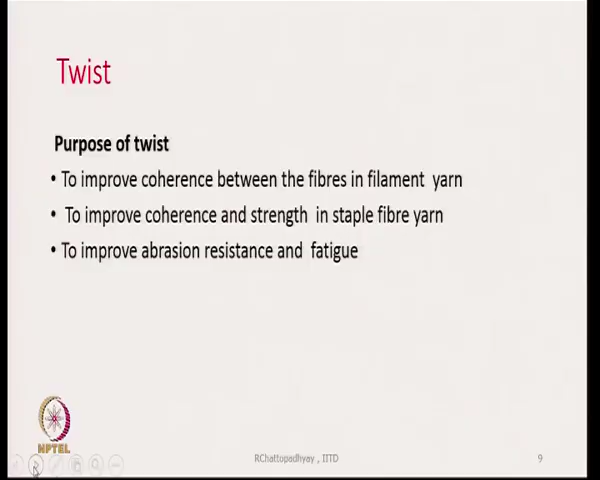 Twist
Purpose of twist
• To improve coherence between the fibres in filament yarn
• To improve coherence and strength in staple fibre yarn
• To improve abrasion resistance and fatigue
NPTEL
RChattopadhyay , IITD
9